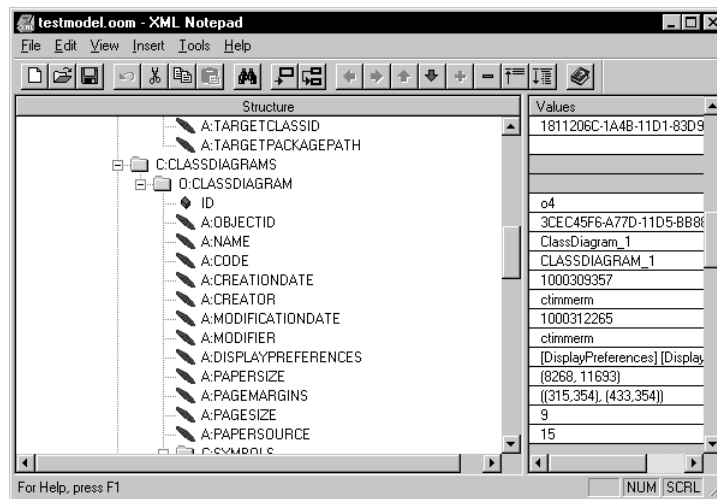 testmodel.oom - XML Notepad
File Edit View Insert Tools Help
Structure
Values
A:TARGETCLASSID 1811206C-1A4B-11D1-83D9
A:TARGETPACKAGEPATH
C:CLASSDIAGRAMS
O:CLASSDIAGRAM
ID o4
A:OBJECTID 3CEC45F6-A77D-11D5-BB88
A:NAME ClassDiagram_1
A:CODE CLASSDIAGRAM_1
A:CREATIONDATE 1000309357
A:CREATOR ctimmerm
A:MODIFICATIONDATE 1000312265
A:MODIFIER ctimmerm
A:DISPLAYPREFERENCES [DisplayPreferences] [Display
A:PAPERSIZE (8268, 11693)
A:PAGEMARGINS ((315,354), (433,354))
A:PAGESIZE 9
A:PAPERSOURCE 15
C:SYMBOLS
For Help, press F1 NUM SCRL